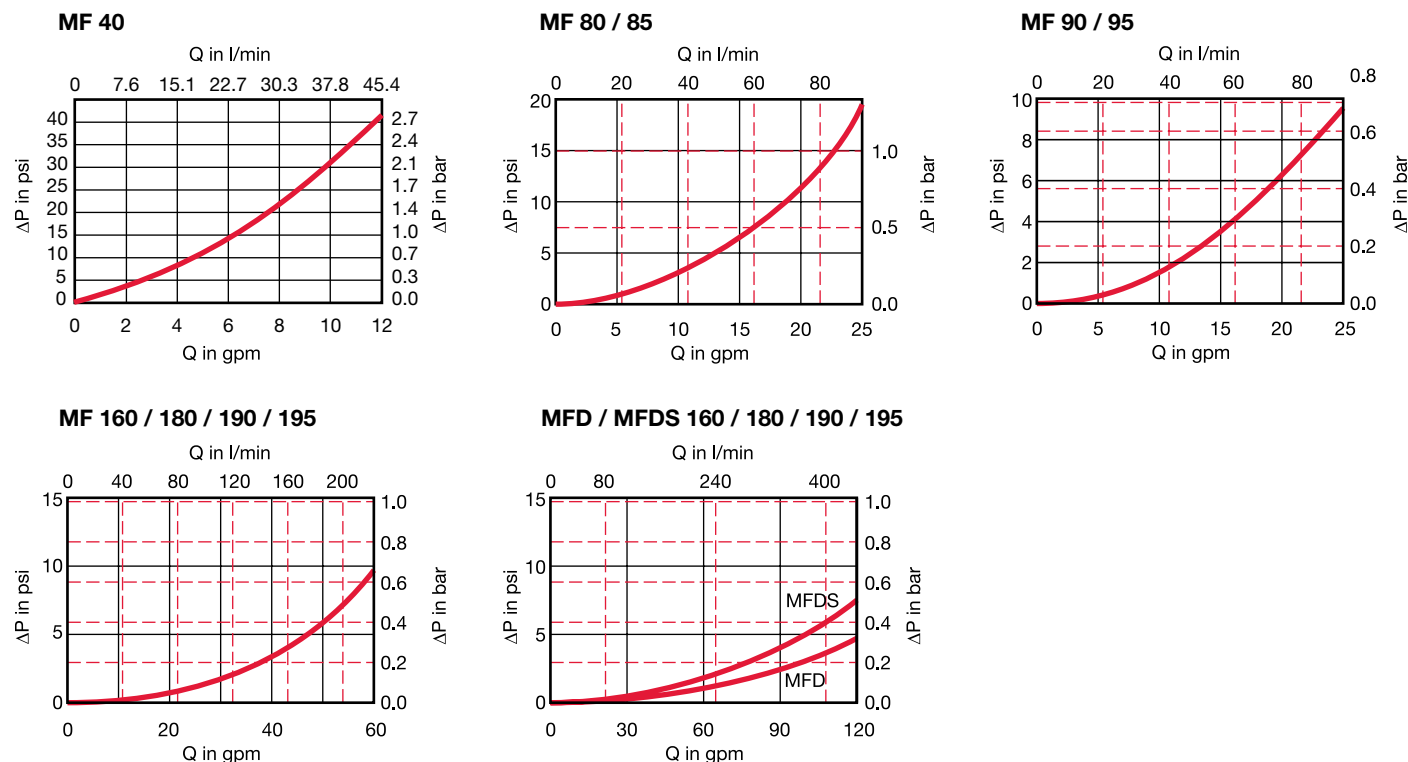 MF 40
Q in l/min
0 7.6 15.1 22.7 30.3 37.8 45.4
40
35
30
25
20
15
10
5
0
ΔP in psi
2.7
2.4
2.1
1.7
1.4
1.0
0.7
0.3
0.0
ΔP in bar
0 2 4 6 8 10 12
Q in gpm
MF 80 / 85
Q in l/min
0 20 40 60 80
20
15
10
5
0
ΔP in psi
1.0
0.5
0.0
ΔP in bar
0 5 10 15 20 25
Q in gpm
MF 90 / 95
Q in l/min
0 20 40 60 80
10
8
6
4
2
0
ΔP in psi
0.8
0.6
0.4
0.2
0.0
ΔP in bar
0 5 10 15 20 25
Q in gpm
MF 160 / 180 / 190 / 195
Q in l/min
0 40 80 120 160 200
15
10
5
0
ΔP in psi
1.0
0.8
0.6
0.4
0.2
0.0
ΔP in bar
0 20 40 60
Q in gpm
MFD / MFDS 160 / 180 / 190 / 195
Q in l/min
0 80 240 400
15
10
5
0
ΔP in psi
MFDS
MFD
1.0
0.8
0.6
0.4
0.2
0.0
ΔP in bar
0 30 60 90 120
Q in gpm